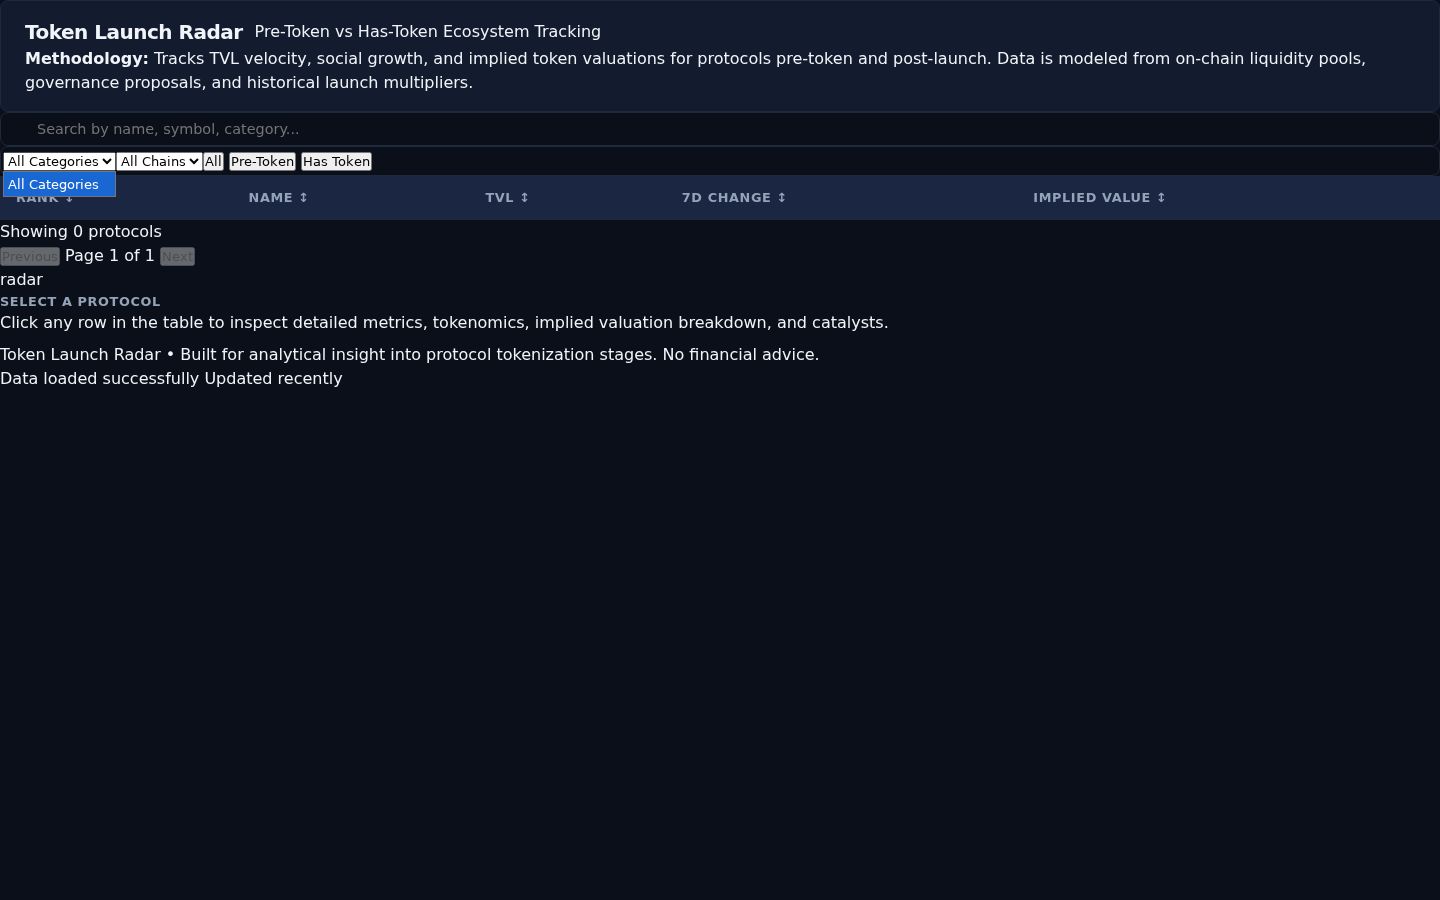 Token Launch Radar Pre-Token vs Has-Token Ecosystem Tracking
Methodology: Tracks TVL velocity, social growth, and implied token valuations for protocols pre-token and post-launch. Data is modeled from on-chain liquidity pools,
governance proposals, and historical launch multipliers.
Search by name, symbol, category...
All Categories All Chains All Pre-Token Has Token
All Categories
RANK ↕ NAME ↕ TVL ↕ 7D CHANGE ↕ IMPLIED VALUE ↕
Showing 0 protocols
Previous Page 1 of 1 Next
radar
SELECT A PROTOCOL
Click any row in the table to inspect detailed metrics, tokenomics, implied valuation breakdown, and catalysts.
Token Launch Radar • Built for analytical insight into protocol tokenization stages. No financial advice.
Data loaded successfully Updated recently